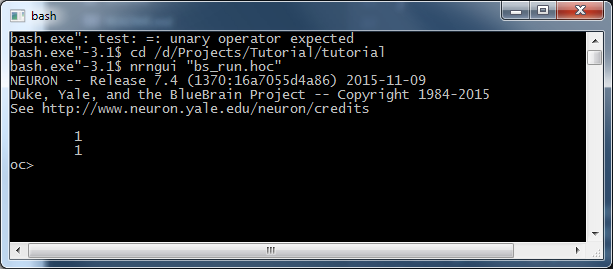 bash
bash.exe": test: =: unary operator expected
bash.exe"-3.1$ cd /d/Projects/Tutorial/tutorial
bash.exe"-3.1$ nrngui "bs_run.hoc"
NEURON -- Release 7.4 (1370:16a7055d4a86) 2015-11-09
Duke, Yale, and the BlueBrain Project -- Copyright 1984-2015
See http://www.neuron.yale.edu/neuron/credits
1
1
oc>